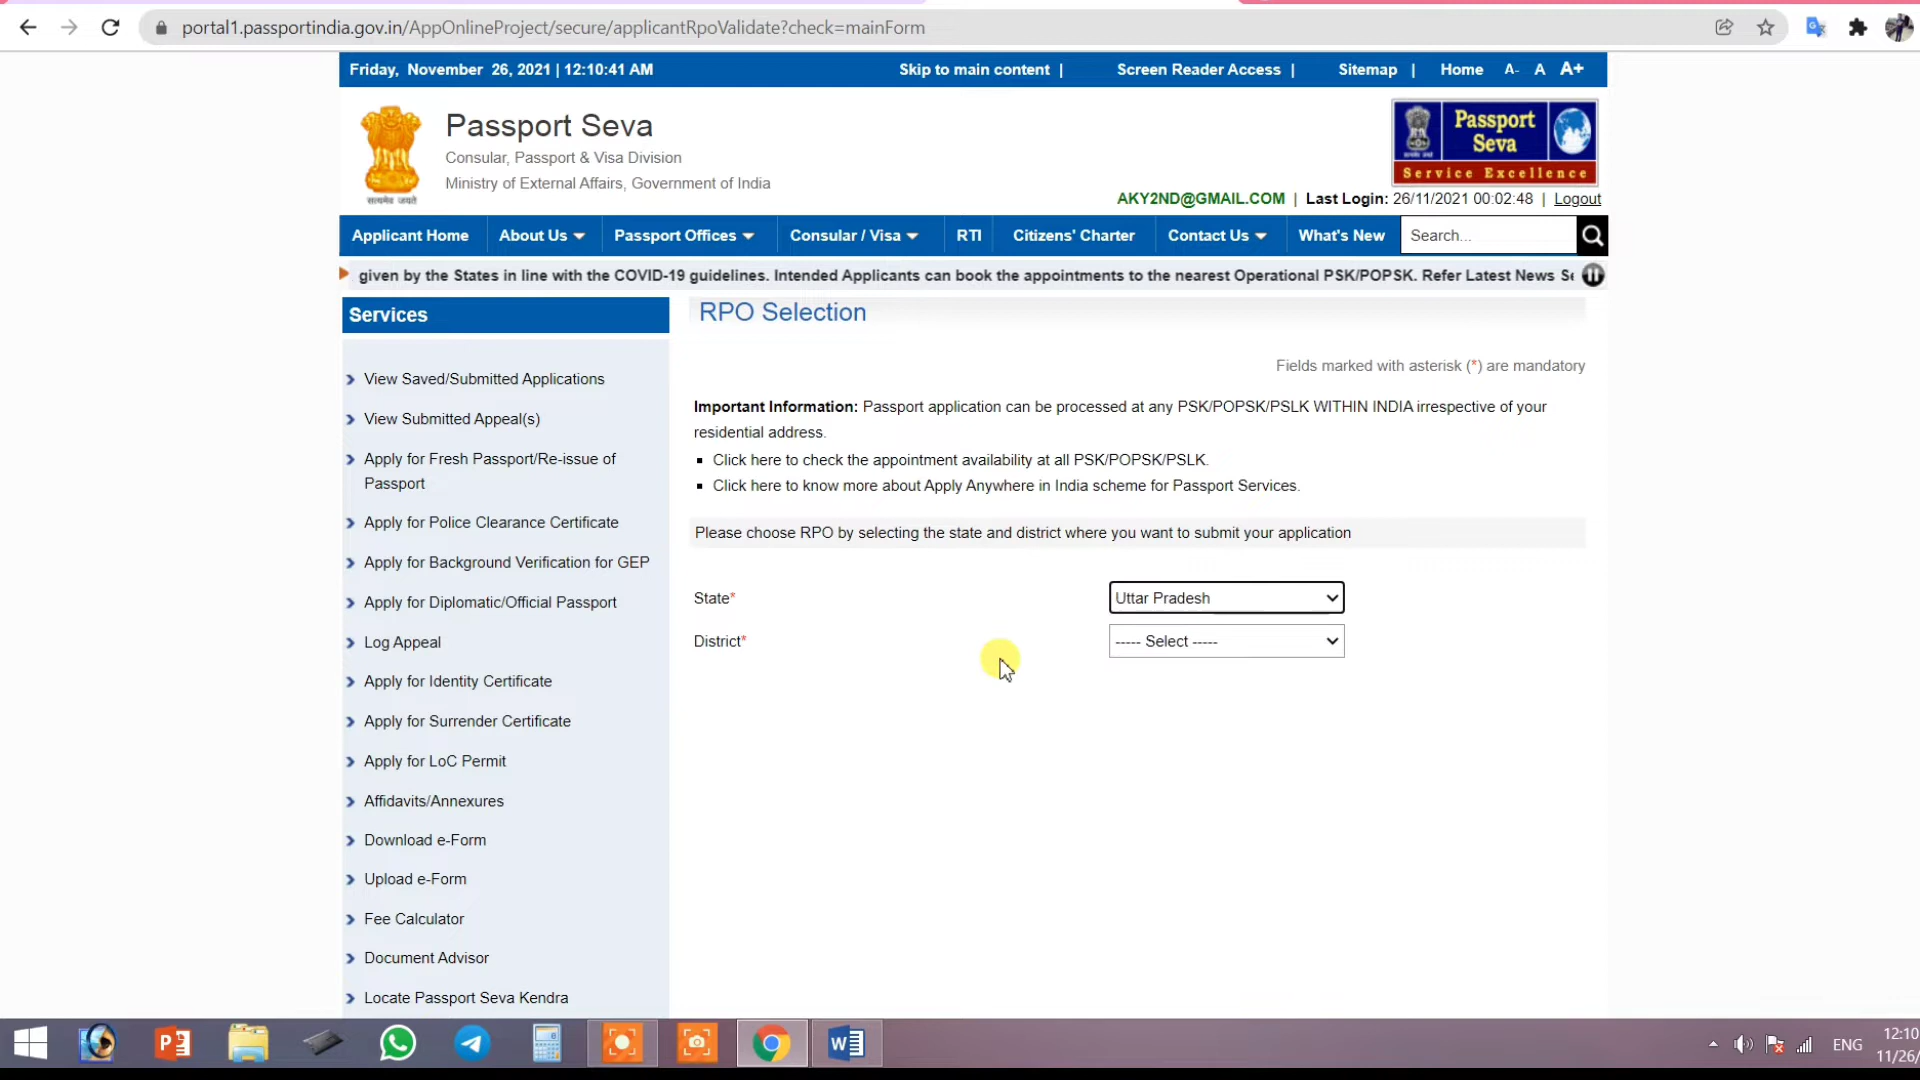 portal1.passportindia.gov.in/AppOnlineProject/secure/applicantRpoValidate?check=mainForm
Friday, November 26, 2021 | 12:10:41 AM
Skip to main content |
Screen Reader Access |
Sitemap |
Home
A-
A
A+
Passport Seva
Consular, Passport & Visa Division
Ministry of External Affairs, Government of India
सत्यमेव जयते
Passport
Seva
Service Excellence
AKY2ND@GMAIL.COM | Last Login: 26/11/2021 00:02:48 | Logout
Applicant Home
About Us
Passport Offices
Consular / Visa
RTI
Citizens' Charter
Contact Us
What's New
Search...
given by the States in line with the COVID-19 guidelines. Intended Applicants can book the appointments to the nearest Operational PSK/POPSK. Refer Latest News Se
Services
View Saved/Submitted Applications
View Submitted Appeal(s)
Apply for Fresh Passport/Re-issue of
Passport
Apply for Police Clearance Certificate
Apply for Background Verification for GEP
Apply for Diplomatic/Official Passport
Log Appeal
Apply for Identity Certificate
Apply for Surrender Certificate
Apply for LoC Permit
Affidavits/Annexures
Download e-Form
Upload e-Form
Fee Calculator
Document Advisor
Locate Passport Seva Kendra
RPO Selection
Fields marked with asterisk (*) are mandatory
Important Information: Passport application can be processed at any PSK/POPSK/PSLK WITHIN INDIA irrespective of your
residential address.
Click here to check the appointment availability at all PSK/POPSK/PSLK.
Click here to know more about Apply Anywhere in India scheme for Passport Services.
Please choose RPO by selecting the state and district where you want to submit your application
State*
Uttar Pradesh
District*
----- Select -----
ENG
12:10
11/26/